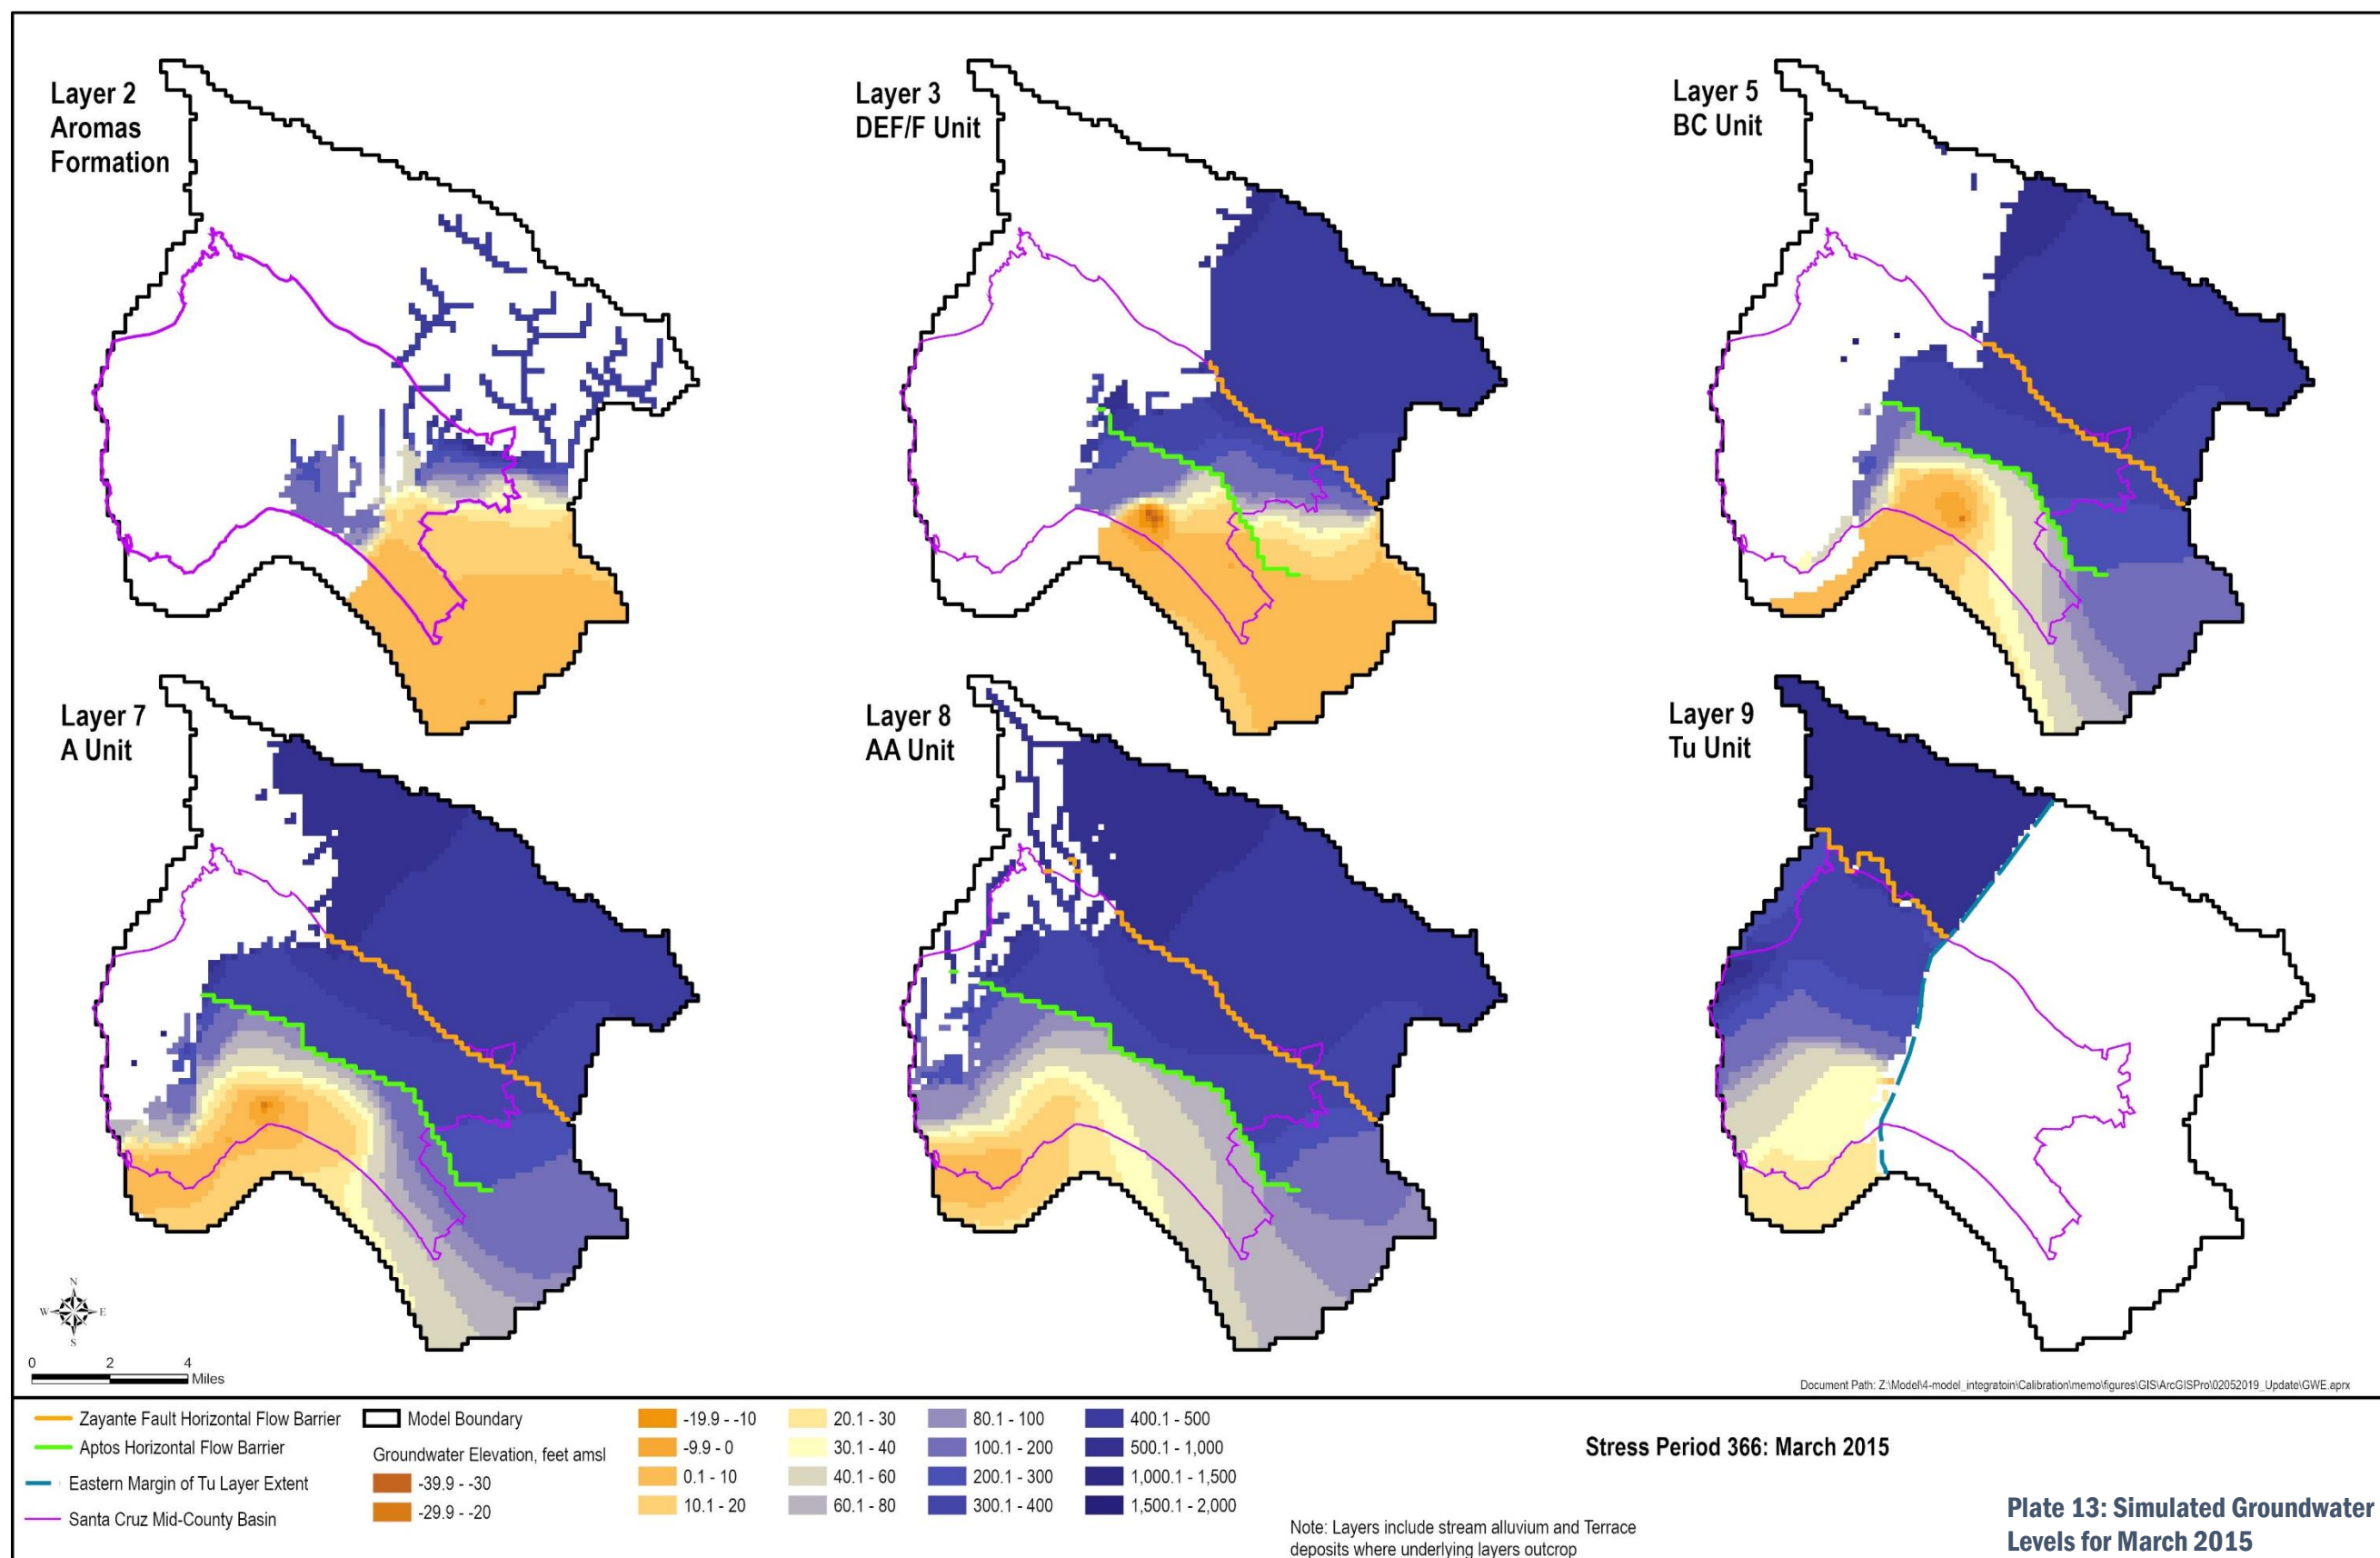 Layer 2
Aromas
Formation
Layer 3
DEF/F Unit
Layer 5
BC Unit
Layer 7
A Unit
Layer 8
AA Unit
Layer 9
Tu Unit
N
W E
S
0 2 4
Miles
Document Path: Z:\Model\4-model_integratoin\Calibration\memo\figures\GIS\ArcGISPro\02052019_Update\GWE.aprx
Zayante Fault Horizontal Flow Barrier
Aptos Horizontal Flow Barrier
Eastern Margin of Tu Layer Extent
Santa Cruz Mid-County Basin
Model Boundary
Groundwater Elevation, feet amsl
-39.9 - -30
-29.9 - -20
-19.9 - -10
-9.9 - 0
0.1 - 10
10.1 - 20
20.1 - 30
30.1 - 40
40.1 - 60
60.1 - 80
80.1 - 100
100.1 - 200
200.1 - 300
300.1 - 400
400.1 - 500
500.1 - 1,000
1,000.1 - 1,500
1,500.1 - 2,000
Note: Layers include stream alluvium and Terrace
deposits where underlying layers outcrop
Stress Period 366: March 2015
Plate 13: Simulated Groundwater
Levels for March 2015